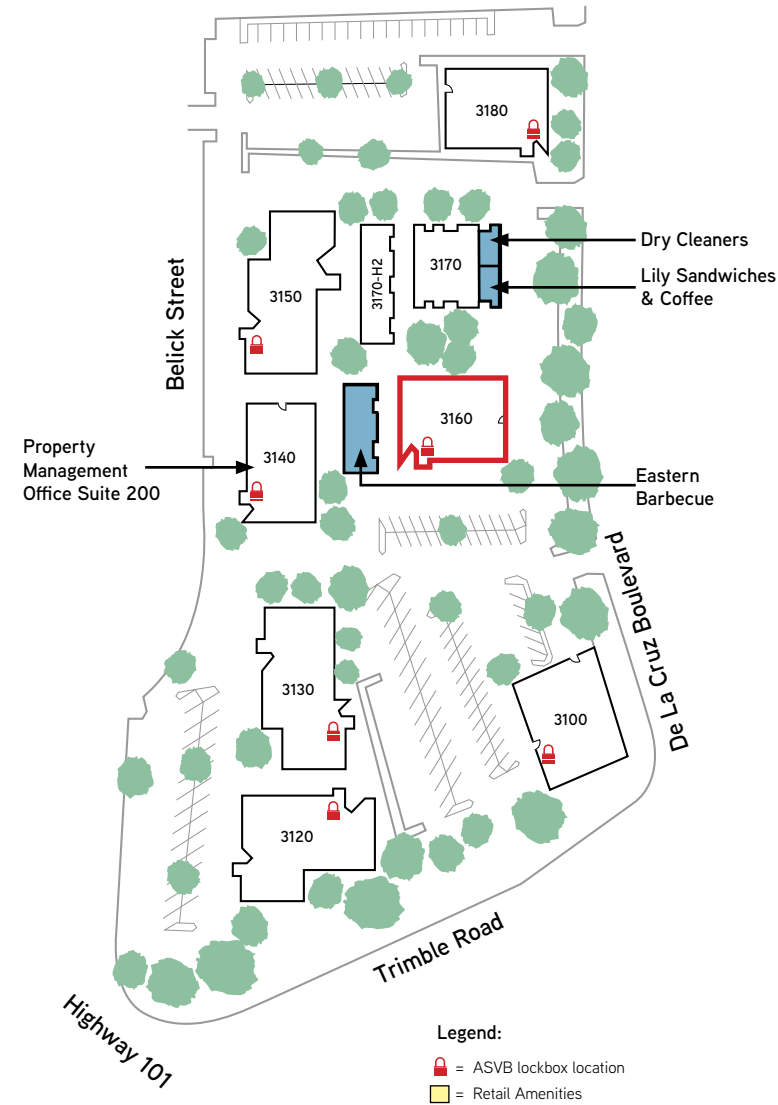 3180
Dry Cleaners
3170
3170-H2
Lily Sandwiches
& Coffee
3150
Belick Street
3160
Property
Management
Office Suite 200
3140
Eastern
Barbecue
De La Cruz Boulevard
3130
3100
3120
Trimble Road
Highway 101
Legend:
= ASVB lockbox location
= Retail Amenities